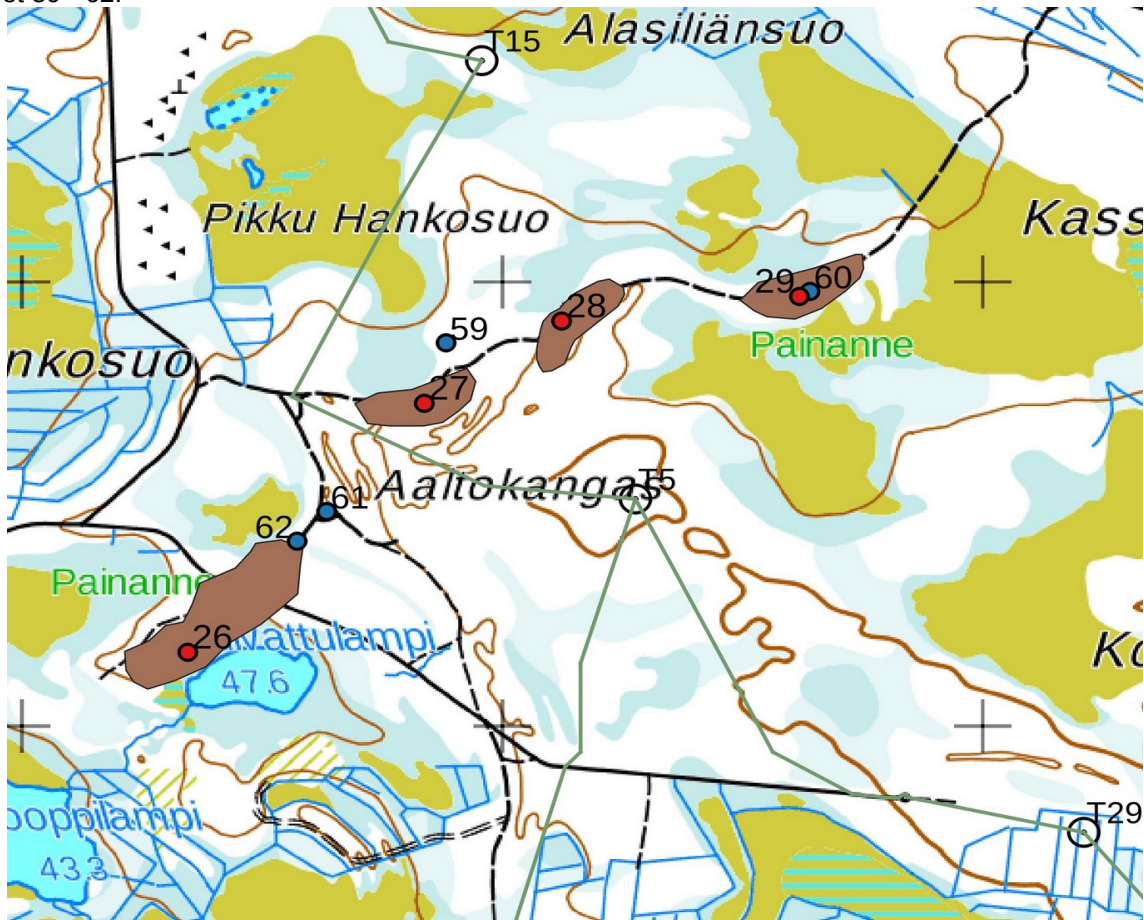 T15
Alasiliänsuo
Pikku Hankosuo
Kass
29
60
28
59
Painanne
nkosuo
27
Aaltokangas
T5
61
62
Painanne
26
47.6
Ko
T29
43.3